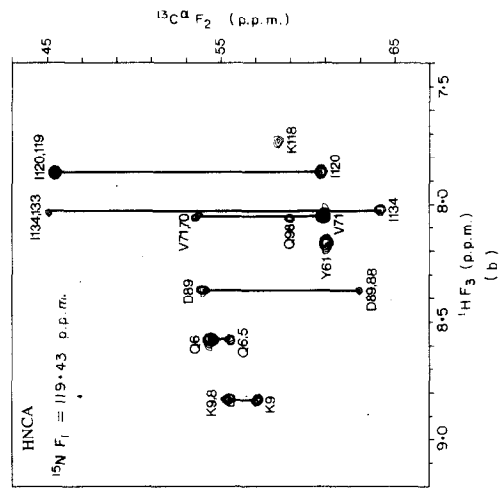 ¹³Cᵅ F₂ (p.p.m.)
45
55
65
HNCA
¹⁵N F₁ = 119·43 p.p.m.
I134,133
I120,119
K118
I120
V71,70
Q98
V71
I134
Y61
D89
D89,88
Q6
Q6,5
K9,8
K9
7·5
8·0
8·5
9·0
¹H F₃ (p.p.m.)
(b)